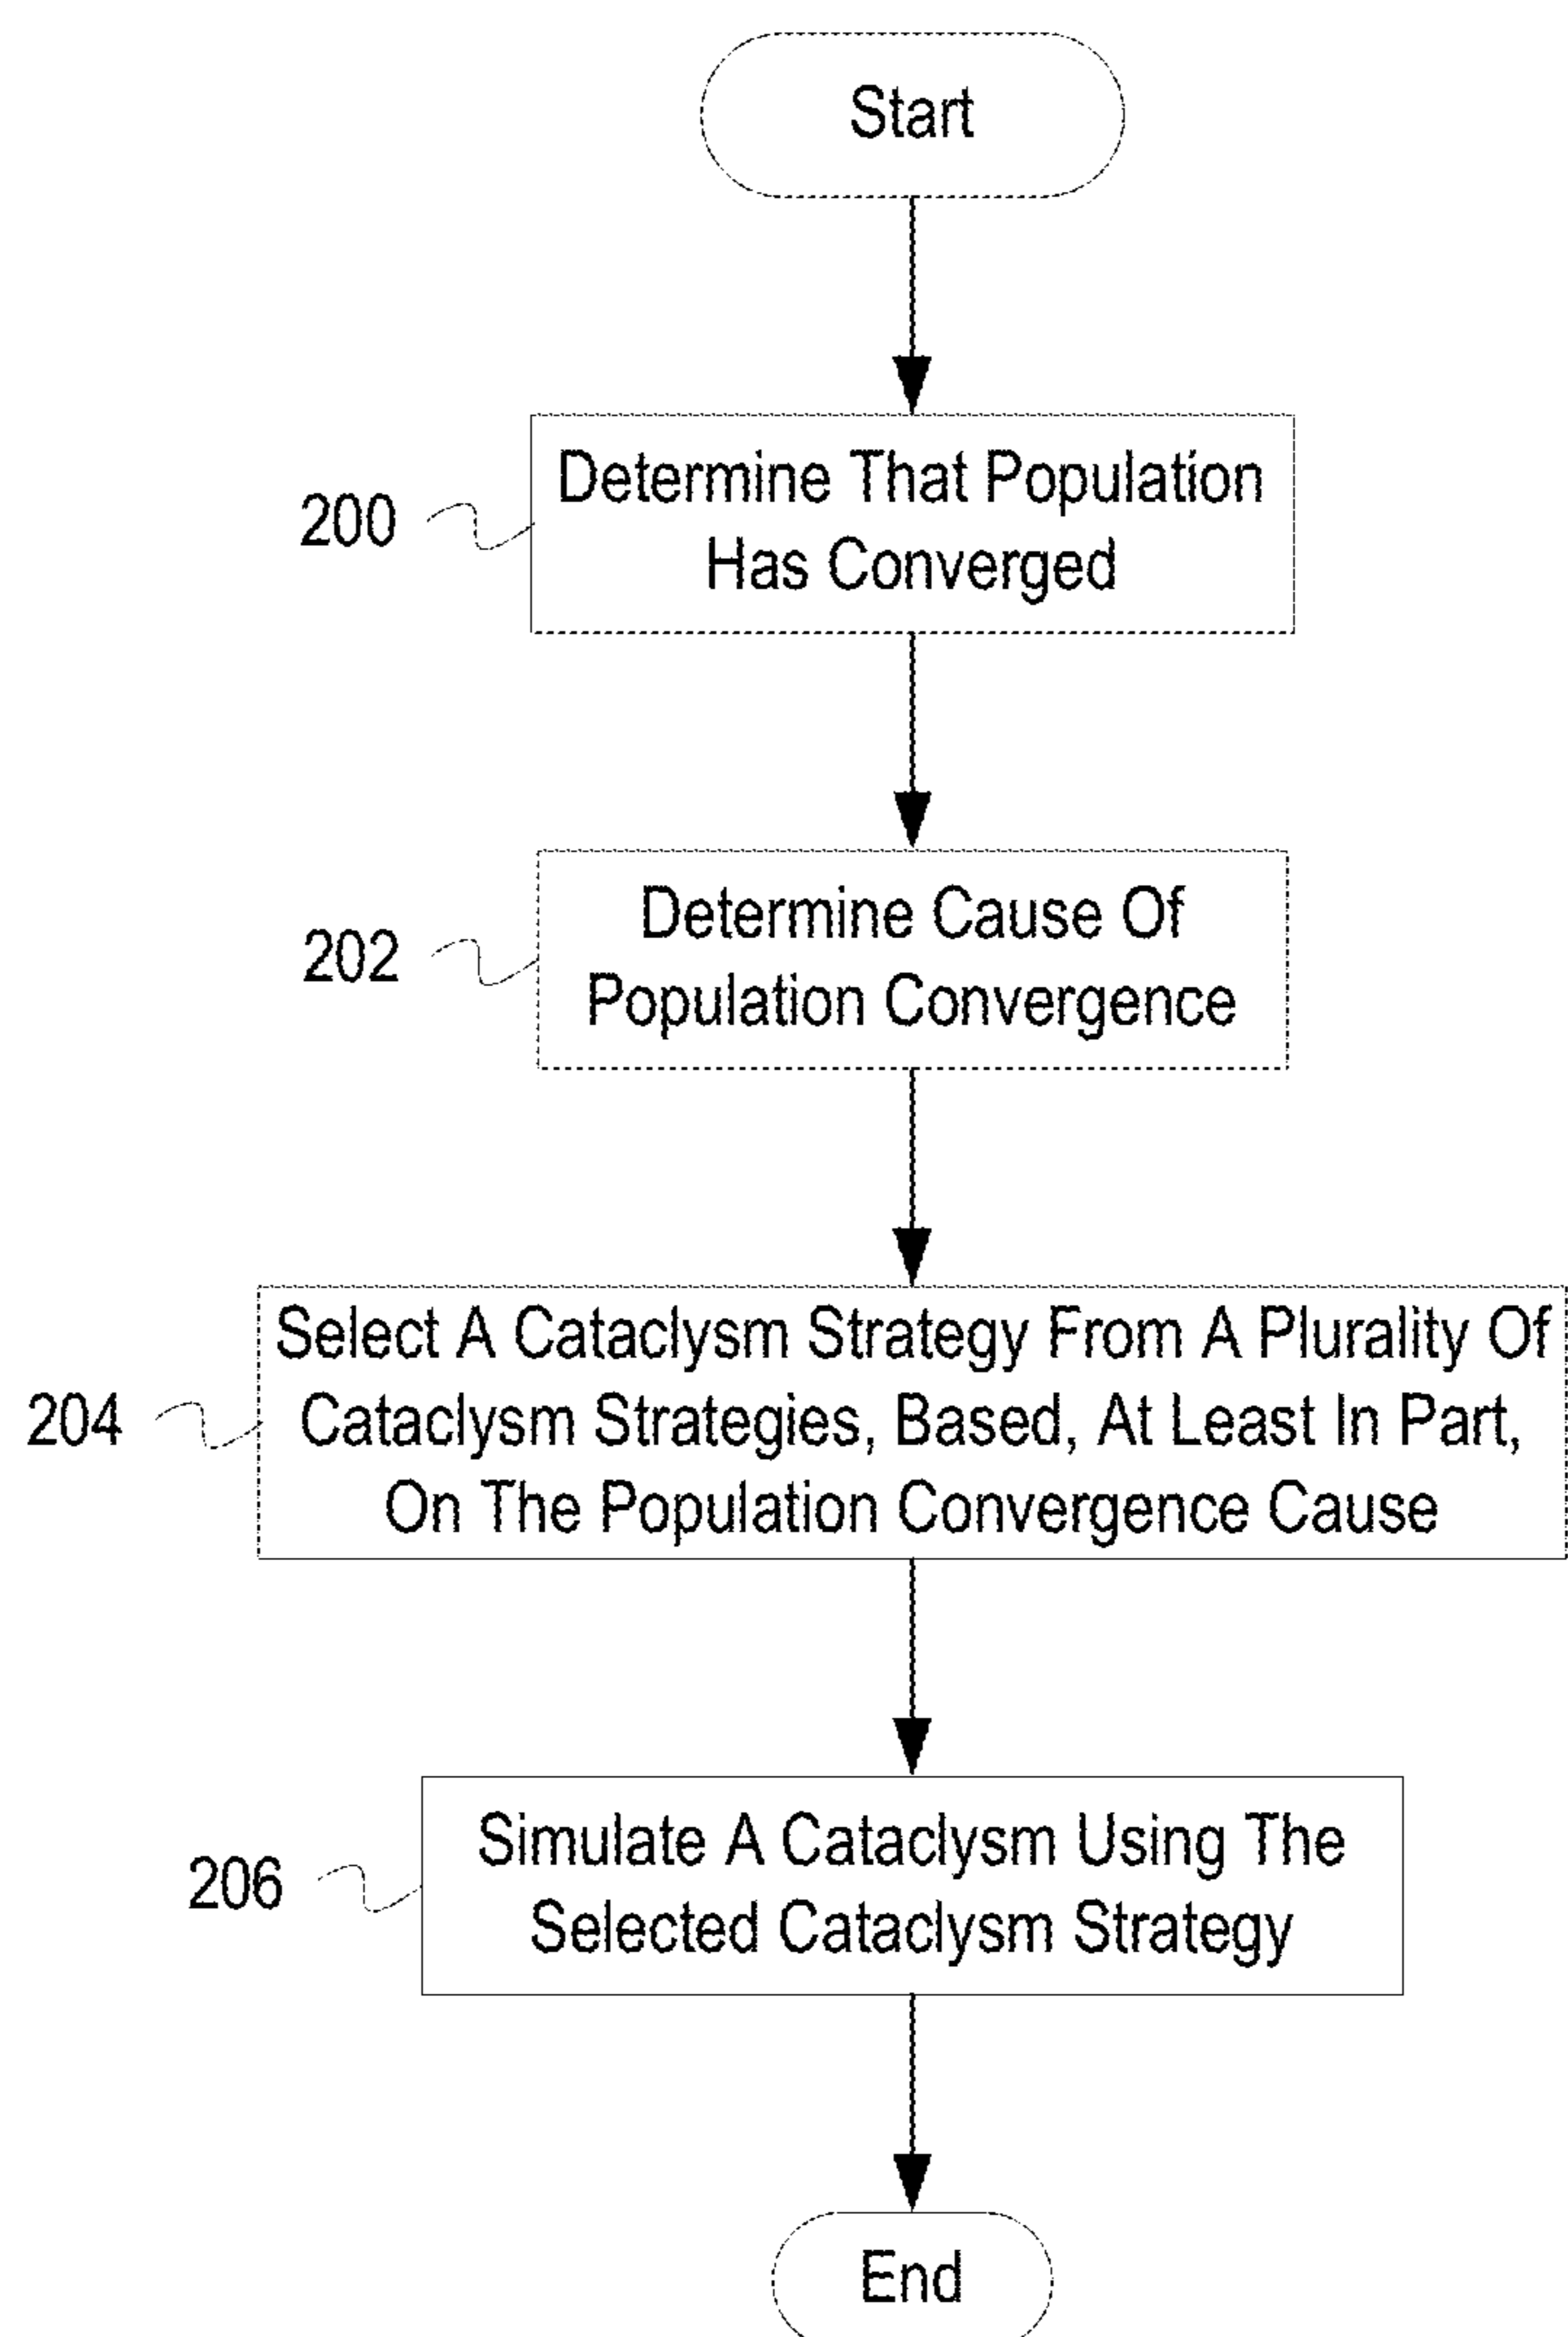 Start
200
Determine That Population
Has Converged
202
Determine Cause Of
Population Convergence
204
Select A Cataclysm Strategy From A Plurality Of
Cataclysm Strategies, Based, At Least In Part,
On The Population Convergence Cause
206
Simulate A Cataclysm Using The
Selected Cataclysm Strategy
End